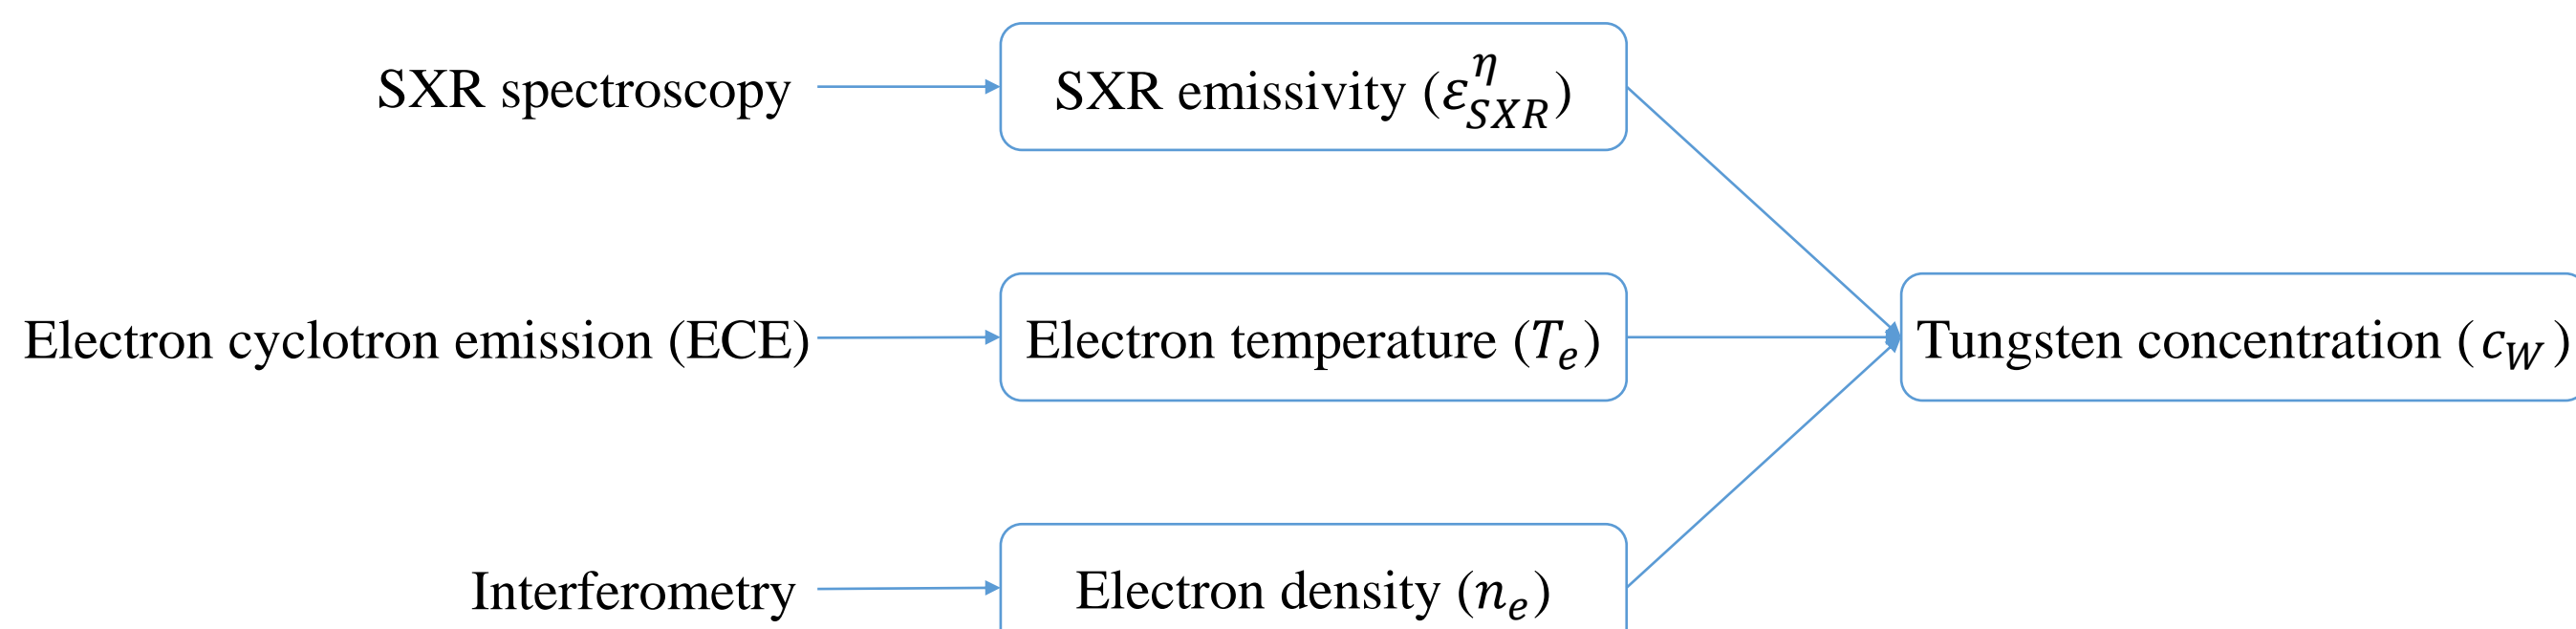 SXR spectroscopy
SXR emissivity (𝜀^𝜂_𝑆𝑋𝑅)
Electron cyclotron emission (ECE)
Electron temperature (𝑇_𝑒)
Tungsten concentration (𝑐_𝑊)
Interferometry
Electron density (𝑛_𝑒)